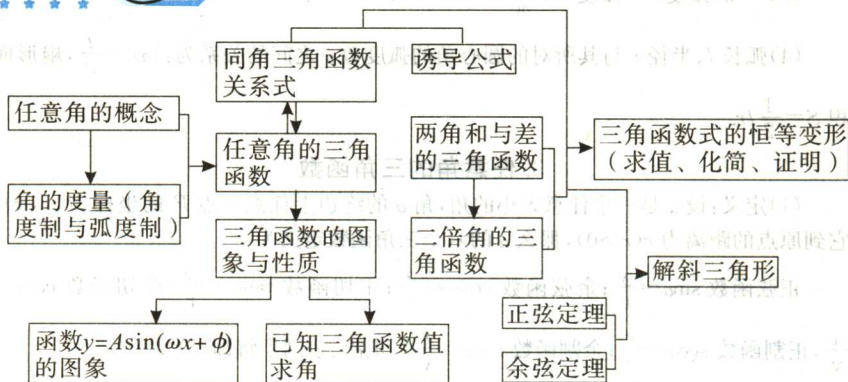 同角三角函数
关系式
诱导公式
任意角的概念
任意角的三角
函数
两角和与差
的三角函数
三角函数式的恒等变形
（求值、化简、证明）
角的度量（角
度制与弧度制）
三角函数的图
象与性质
二倍角的三
角函数
解斜三角形
函数y=Asin(ωx+ϕ)
的图象
已知三角函数值
求角
正弦定理
余弦定理